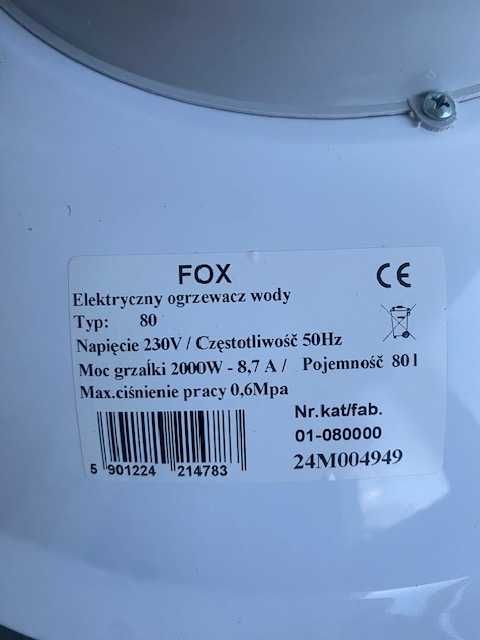 FOX
CE
Elektryczny ogrzewacz wody
Typ: 80
Napięcie 230V / Częstotliwość 50Hz
Moc grzałki 2000W - 8,7 A / Pojemność 80 l
Max.ciśnienie pracy 0,6Mpa
Nr.kat/fab.
01-080000
24M004949
5 901224 214783